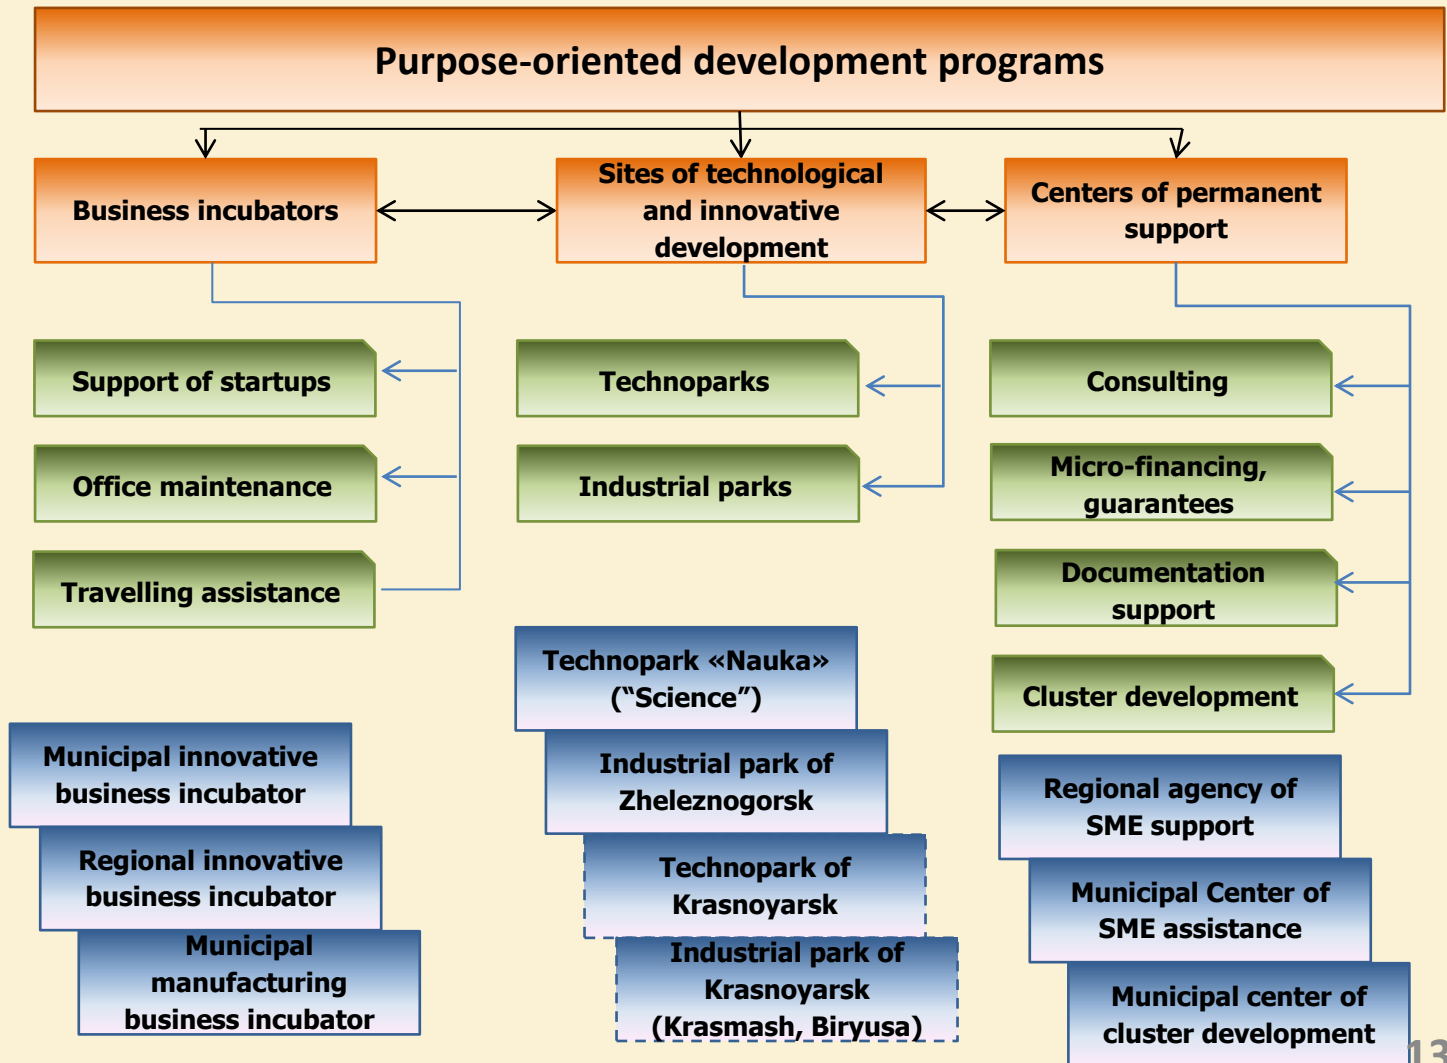 Purpose-oriented development programs
Business incubators
Sites of technological
and innovative
development
Centers of permanent
support
Support of startups
Office maintenance
Travelling assistance
Technoparks
Industrial parks
Consulting
Micro-financing,
guarantees
Documentation
support
Cluster development
Municipal innovative
business incubator
Regional innovative
business incubator
Municipal
manufacturing
business incubator
Technopark «Nauka»
(“Science”)
Industrial park of
Zheleznogorsk
Technopark of
Krasnoyarsk
Industrial park of
Krasnoyarsk
(Krasmash, Biryusa)
Regional agency of
SME support
Municipal Center of
SME assistance
Municipal center of
cluster development
13